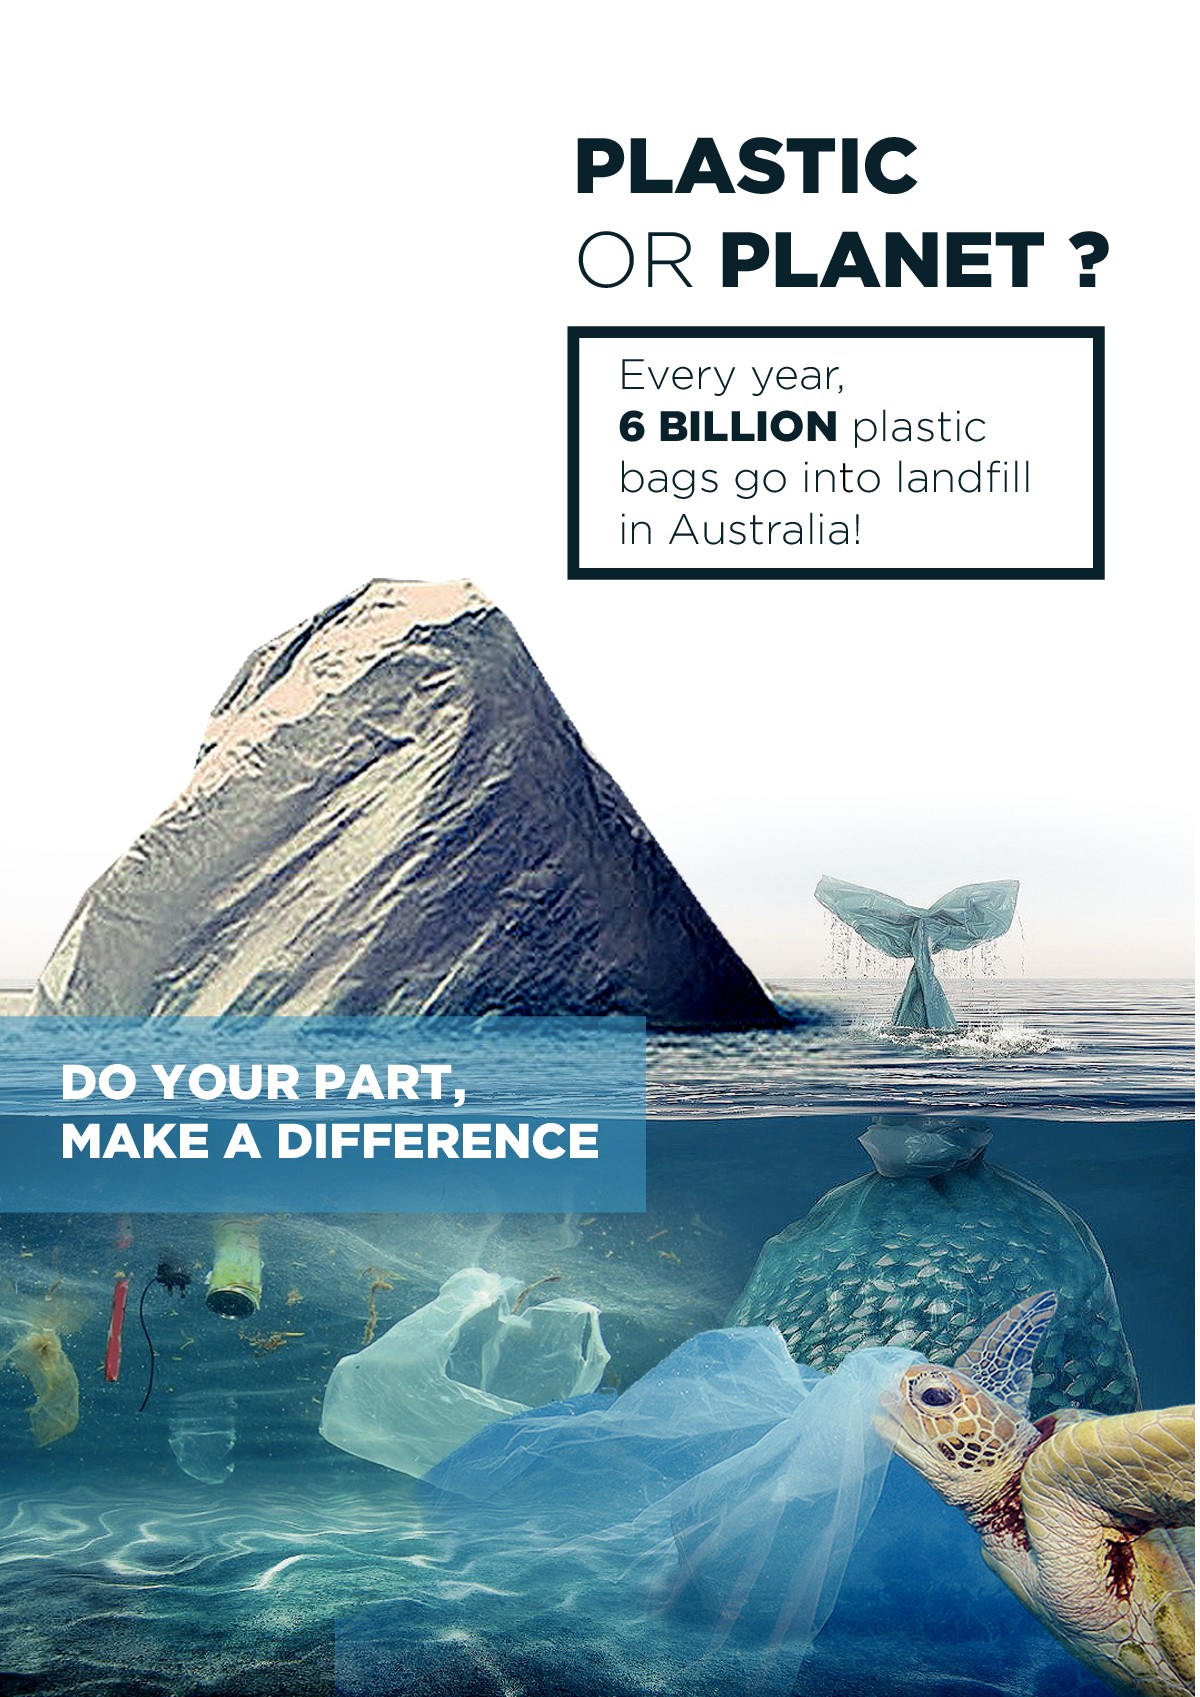 PLASTIC
OR PLANET ?
Every year,
6 BILLION plastic
bags go into landfill
in Australia!
DO YOUR PART,
MAKE A DIFFERENCE